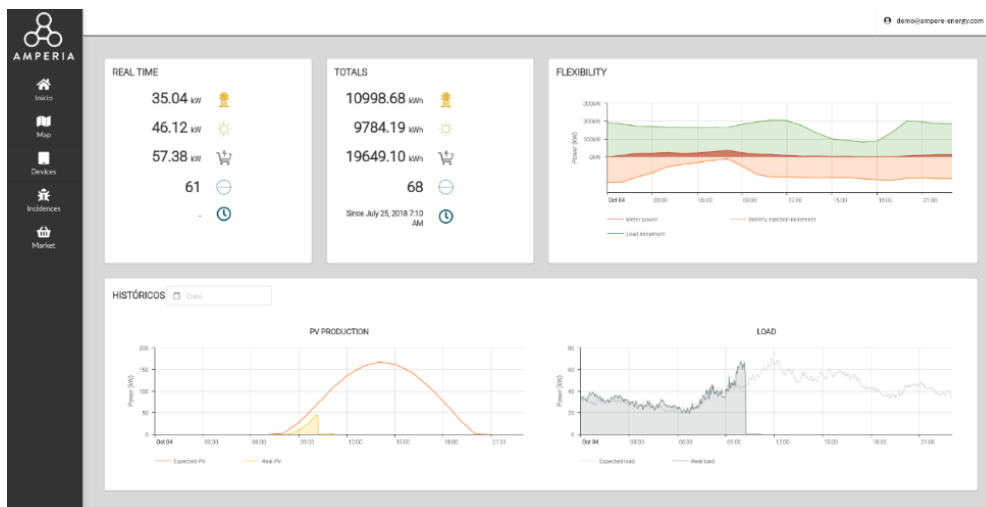 demo@ampere-energy.com
AMPERIA
Inicio
Map
Devices
Incidences
Market
REAL TIME
35.04 kW
46.12 kW
57.38 kW
61
-
TOTALS
10998.68 kWh
9784.19 kWh
19649.10 kWh
68
Since July 25, 2018 7:10
AM
FLEXIBILITY
Power (kW)
300kW
200kW
100kW
0kW
Oct 04 03:00 06:00 09:00 12:00 15:00 18:00 21:00
Meter power Battery injection increment
Load increment
HISTÓRICOS Date
PV PRODUCTION
Power (kW)
200
150
100
50
0
Oct 04 03:00 06:00 09:00 12:00 15:00 18:00 21:00
Expected PV Real PV
LOAD
Power (kW)
80
60
40
20
0
Oct 04 03:00 06:00 09:00 12:00 15:00 18:00 21:00
Expected load Real load